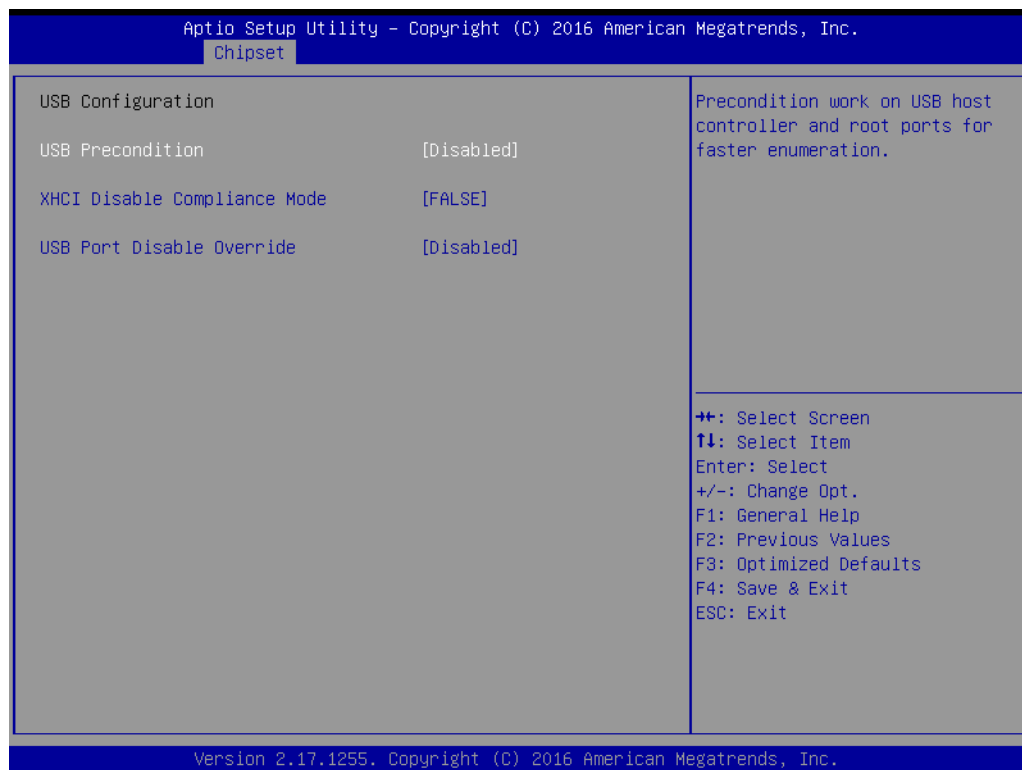 Aptio Setup Utility – Copyright (C) 2016 American Megatrends, Inc.
Chipset
USB Configuration
USB Precondition [Disabled]
XHCI Disable Compliance Mode [FALSE]
USB Port Disable Override [Disabled]
Precondition work on USB host
controller and root ports for
faster enumeration.
→←: Select Screen
↑↓: Select Item
Enter: Select
+/-: Change Opt.
F1: General Help
F2: Previous Values
F3: Optimized Defaults
F4: Save & Exit
ESC: Exit
Version 2.17.1255. Copyright (C) 2016 American Megatrends, Inc.